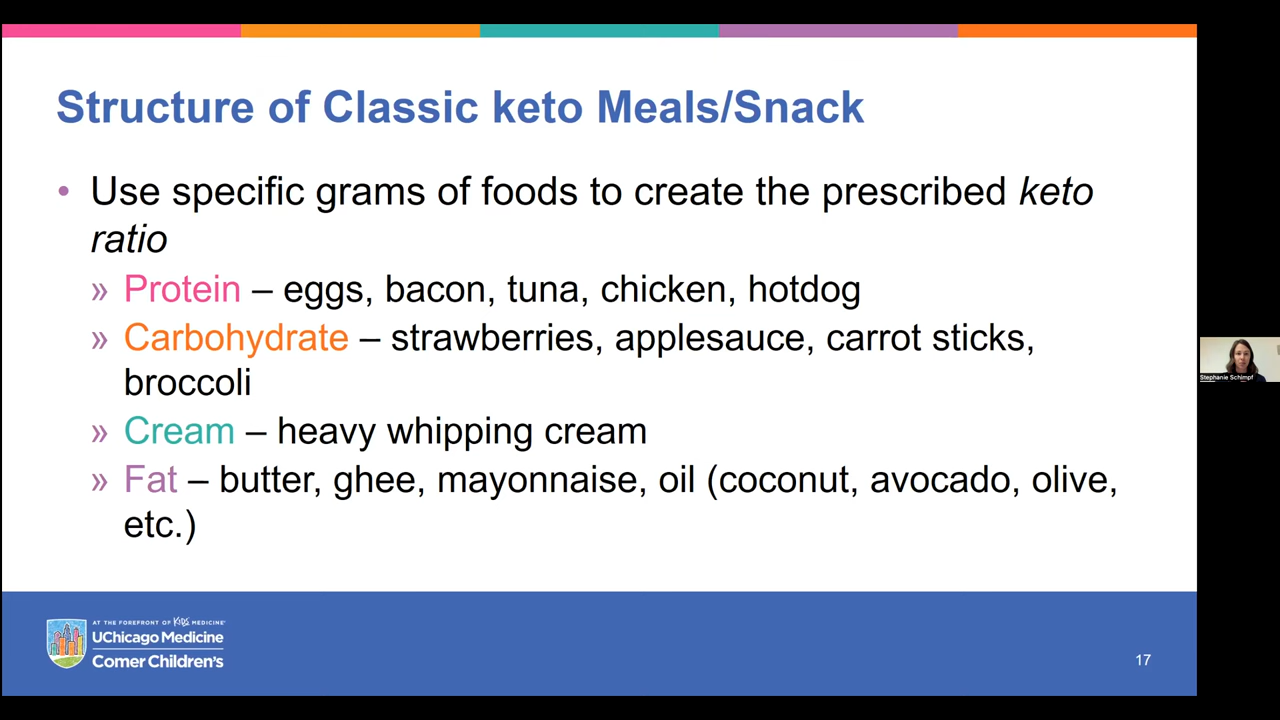 Structure of Classic keto Meals/Snack
• Use specific grams of foods to create the prescribed keto
ratio
» Protein – eggs, bacon, tuna, chicken, hotdog
» Carbohydrate – strawberries, applesauce, carrot sticks,
broccoli
» Cream – heavy whipping cream
» Fat – butter, ghee, mayonnaise, oil (coconut, avocado, olive,
etc.)
Stephanie Schimpf
AT THE FOREFRONT OF KIDS MEDICINE®
UChicago Medicine
Comer Children's
17